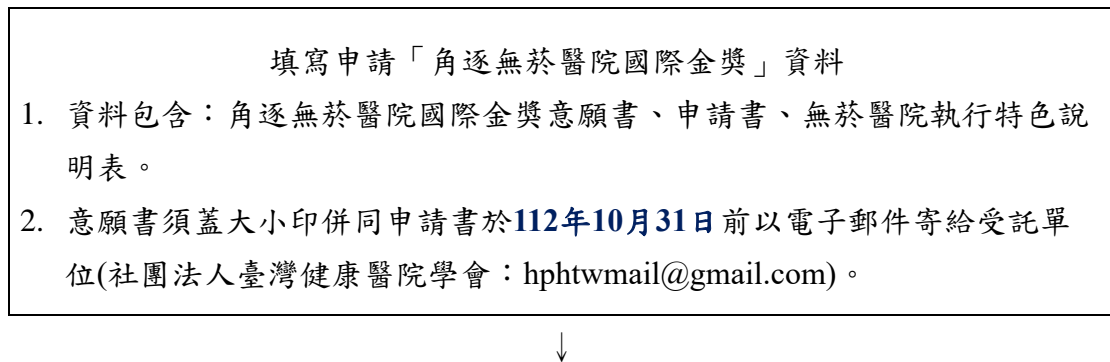 填寫申請「角逐無菸醫院國際金獎」資料
1. 資料包含：角逐無菸醫院國際金獎意願書、申請書、無菸醫院執行特色說
明表。
2. 意願書須蓋大小印併同申請書於112年10月31日前以電子郵件寄給受託單
位(社團法人臺灣健康醫院學會：hphtwmail@gmail.com)。
↓